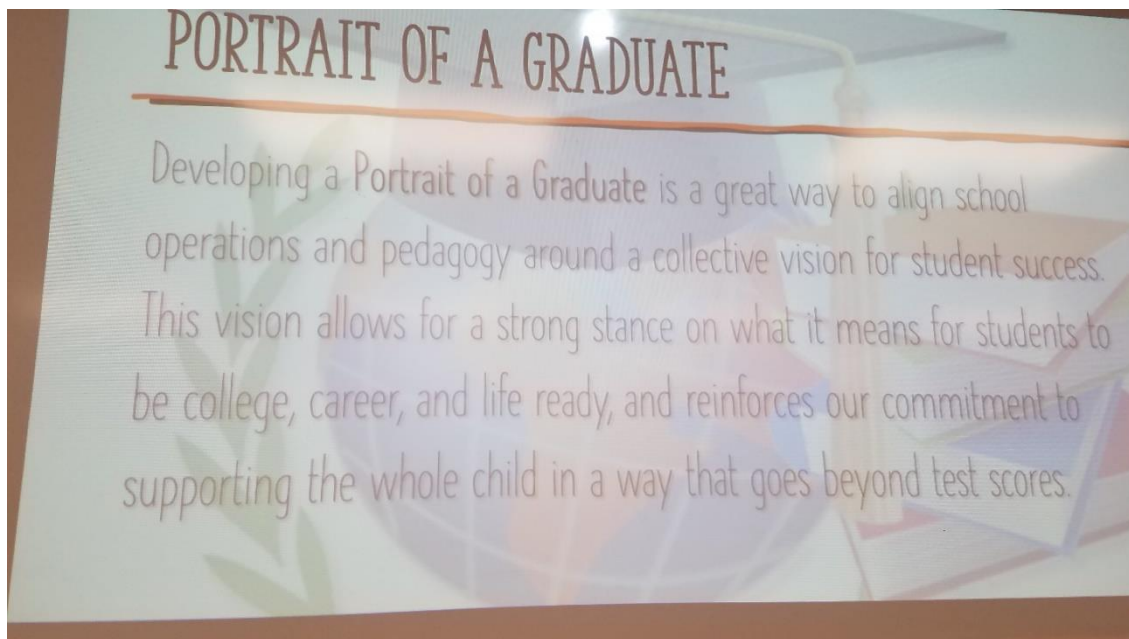 PORTRAIT OF A GRADUATE
Developing a Portrait of a Graduate is a great way to align school
operations and pedagogy around a collective vision for student success.
This vision allows for a strong stance on what it means for students to
be college, career, and life ready, and reinforces our commitment to
supporting the whole child in a way that goes beyond test scores.